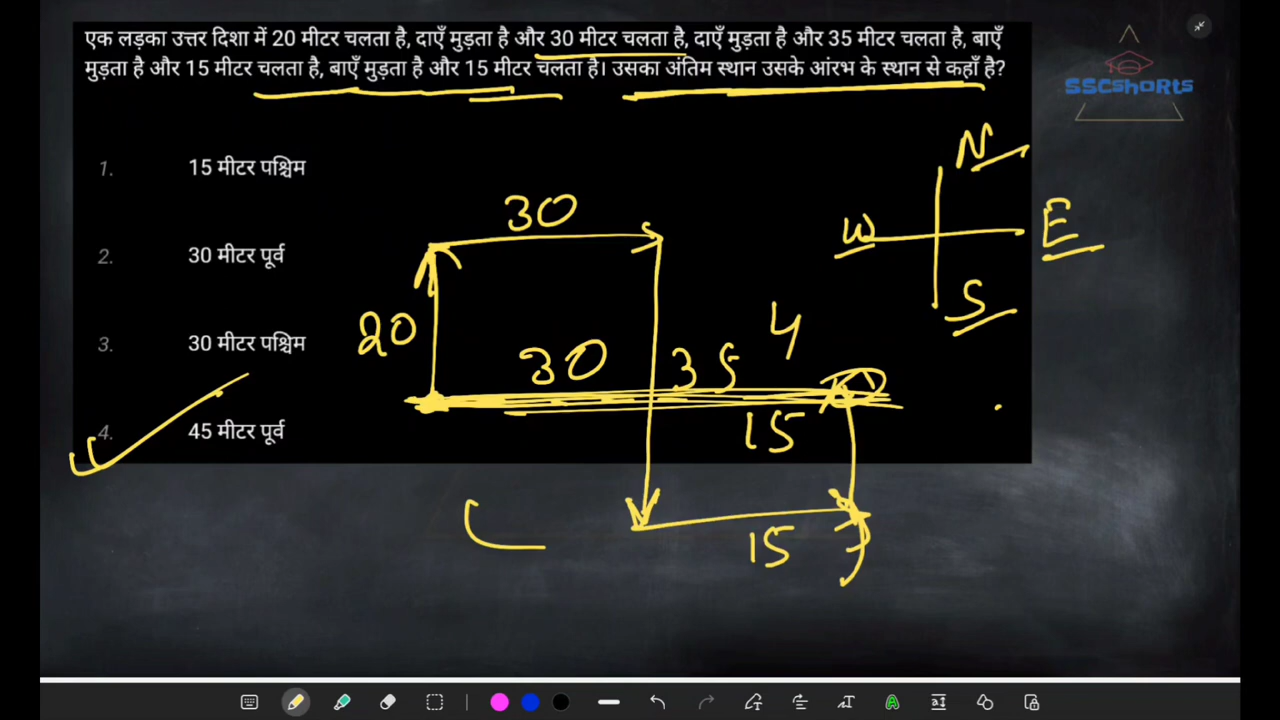 एक लड़का उत्तर दिशा में 20 मीटर चलता है, दाएँ मुड़ता है और 30 मीटर चलता है, दाएँ मुड़ता है और 35 मीटर चलता है, बाएँ
मुड़ता है और 15 मीटर चलता है, बाएँ मुड़ता है और 15 मीटर चलता है। उसका अंतिम स्थान उसके आंरभ के स्थान से कहाँ है?
SSCshoRts
1. 15 मीटर पश्चिम
2. 30 मीटर पूर्व
3. 30 मीटर पश्चिम
4. 45 मीटर पूर्व
N
W E
S
30
20
30 35 4
15
15